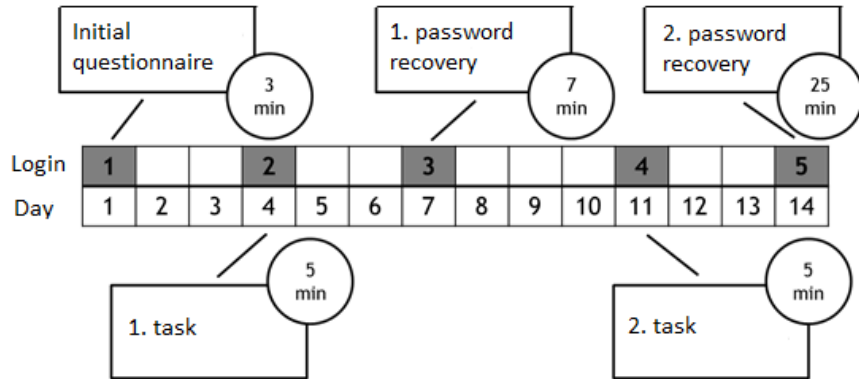 Initial
questionnaire
3
min
1. password
recovery
7
min
2. password
recovery
25
min
Login 1 2 3 4 5
Day 1 2 3 4 5 6 7 8 9 10 11 12 13 14
1. task
5
min
2. task
5
min